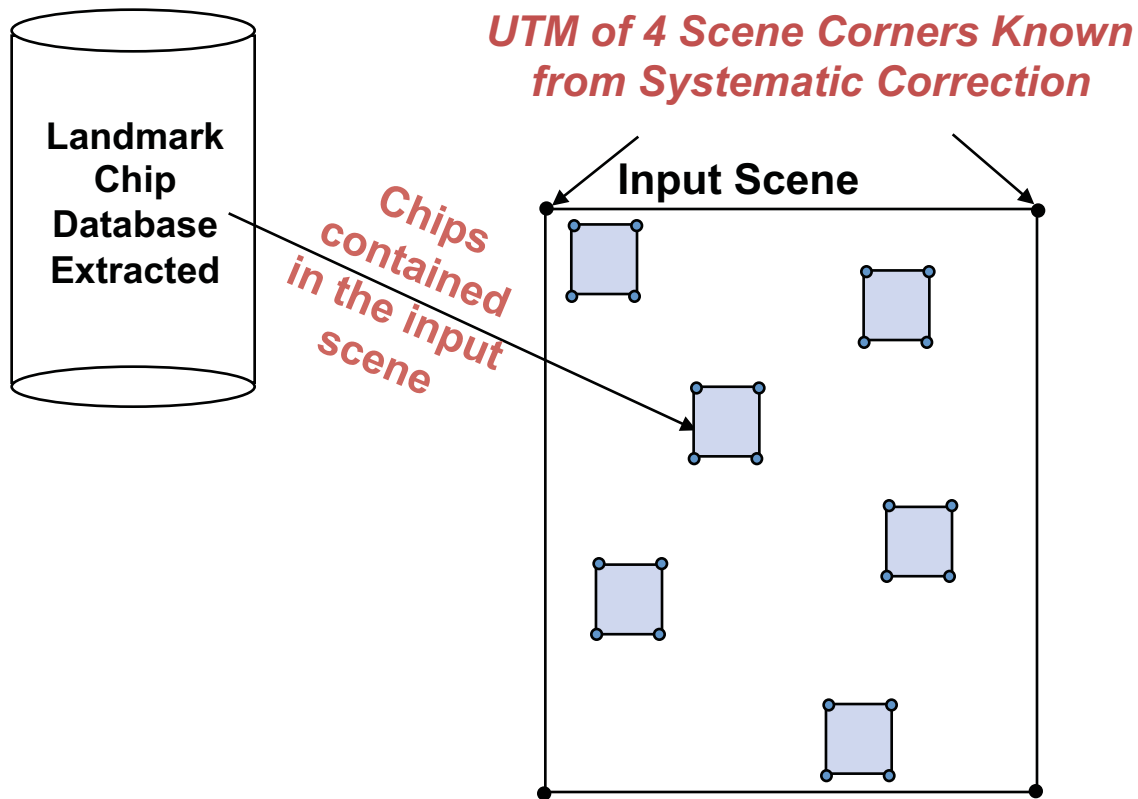 UTM of 4 Scene Corners Known
from Systematic Correction
Landmark
Chip
Database
Extracted
Chips
contained
in the input
scene
Input Scene